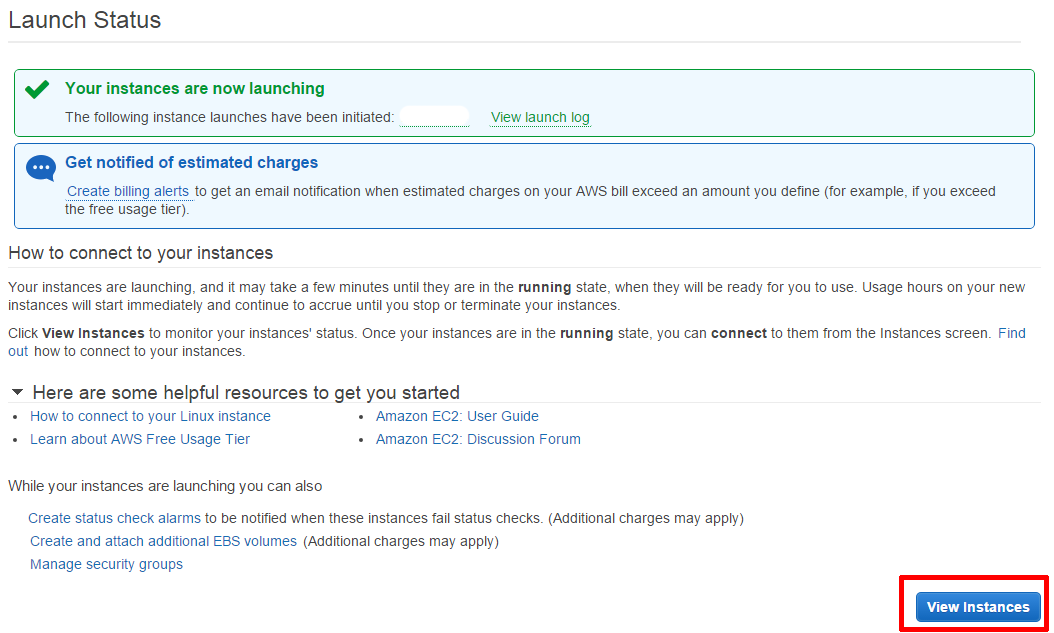 Launch Status
Your instances are now launching
The following instance launches have been initiated: View launch log
Get notified of estimated charges
Create billing alerts to get an email notification when estimated charges on your AWS bill exceed an amount you define (for example, if you exceed
the free usage tier).
How to connect to your instances
Your instances are launching, and it may take a few minutes until they are in the running state, when they will be ready for you to use. Usage hours on your new
instances will start immediately and continue to accrue until you stop or terminate your instances.
Click View Instances to monitor your instances' status. Once your instances are in the running state, you can connect to them from the Instances screen. Find
out how to connect to your instances.
Here are some helpful resources to get you started
• How to connect to your Linux instance
• Amazon EC2: User Guide
• Learn about AWS Free Usage Tier
• Amazon EC2: Discussion Forum
While your instances are launching you can also
Create status check alarms to be notified when these instances fail status checks. (Additional charges may apply)
Create and attach additional EBS volumes (Additional charges may apply)
Manage security groups
View Instances